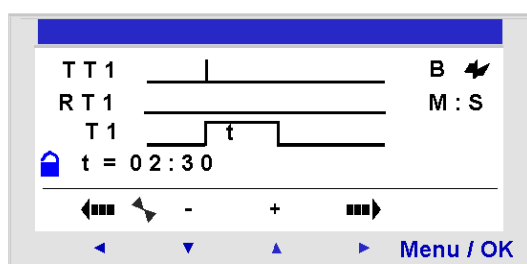 TT1 B
RT1 M:S
T1 t
t = 02:30
- +
Menu / OK